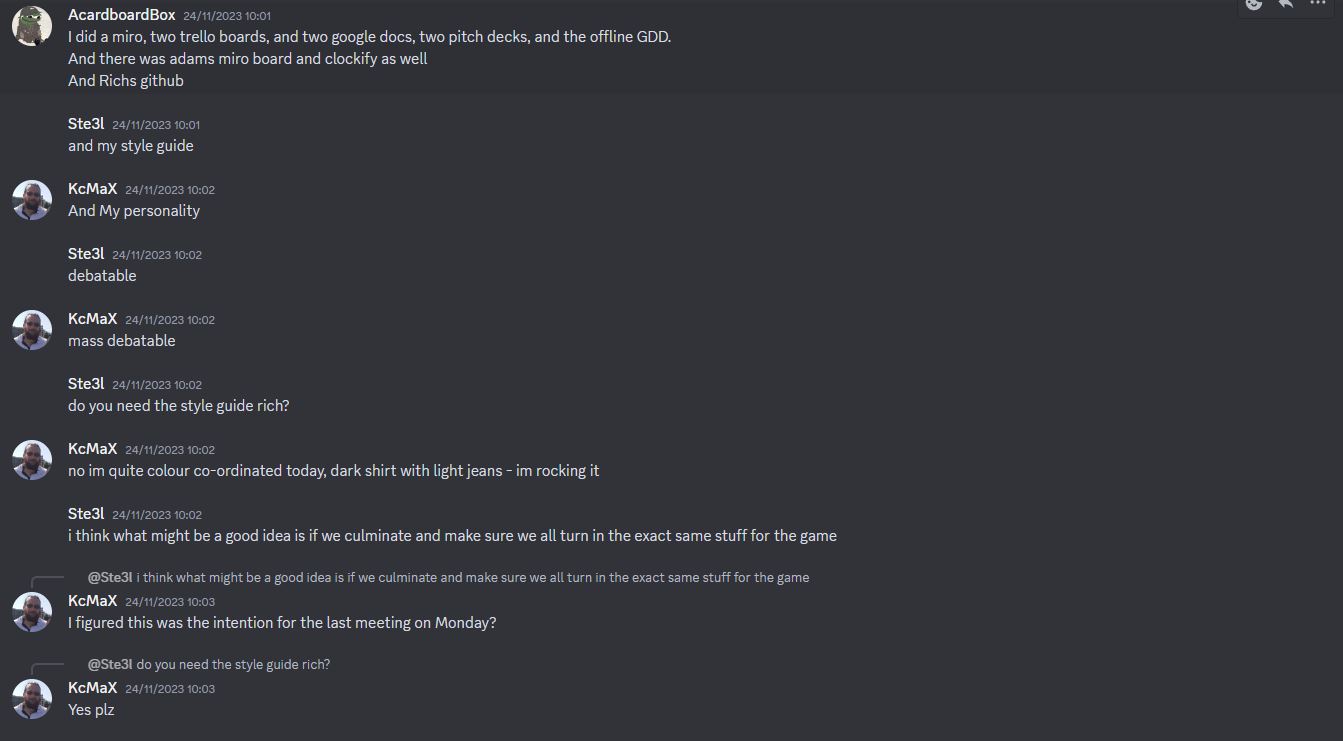 AcardboardBox 24/11/2023 10:01
I did a miro, two trello boards, and two google docs, two pitch decks, and the offline GDD.
And there was adams miro board and clockify as well
And Richs github
Ste3l 24/11/2023 10:01
and my style guide
KcMaX 24/11/2023 10:02
And My personality
Ste3l 24/11/2023 10:02
debatable
KcMaX 24/11/2023 10:02
mass debatable
Ste3l 24/11/2023 10:02
do you need the style guide rich?
KcMaX 24/11/2023 10:02
no im quite colour co-ordinated today, dark shirt with light jeans - im rocking it
Ste3l 24/11/2023 10:02
i think what might be a good idea is if we culminate and make sure we all turn in the exact same stuff for the game
@Ste3l i think what might be a good idea is if we culminate and make sure we all turn in the exact same stuff for the game
KcMaX 24/11/2023 10:03
I figured this was the intention for the last meeting on Monday?
@Ste3l do you need the style guide rich?
KcMaX 24/11/2023 10:03
Yes plz